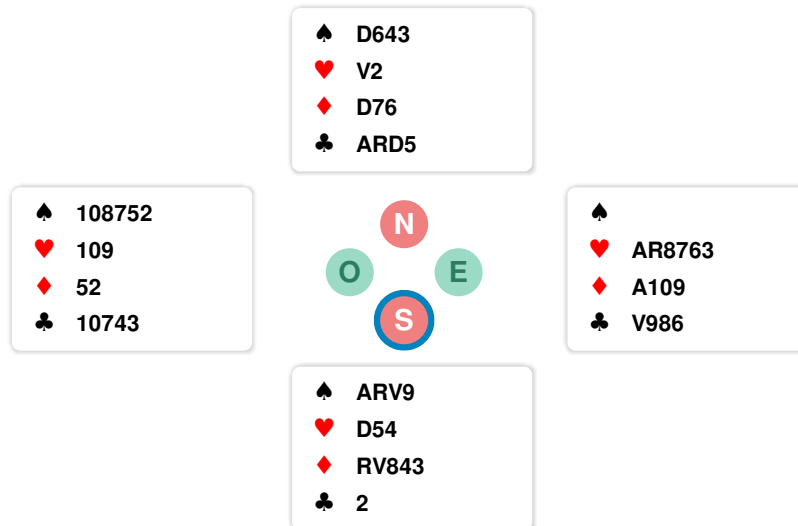 ♠ D643
♥ V2
♦ D76
♣ ARD5
♠ 108752
♥ 109
♦ 52
♣ 10743
N
O E
S
♠
♥ AR8763
♦ A109
♣ V986
♠ ARV9
♥ D54
♦ RV843
♣ 2